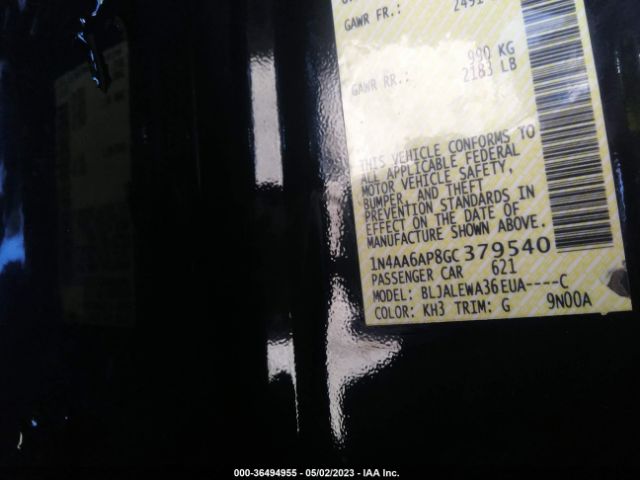 GAWR FR.: 2491
990 KG
GAWR RR.: 2183 LB
THIS VEHICLE CONFORMS TO
ALL APPLICABLE FEDERAL
MOTOR VEHICLE SAFETY,
BUMPER, AND THEFT
PREVENTION STANDARDS IN
EFFECT ON THE DATE OF
MANUFACTURE SHOWN ABOVE.
1N4AA6AP8GC379540
PASSENGER CAR 621
MODEL: BLJALEWA36EUA----C
COLOR: KH3 TRIM: G 9N00A
000-36494955 - 05/02/2023 - IAA Inc.